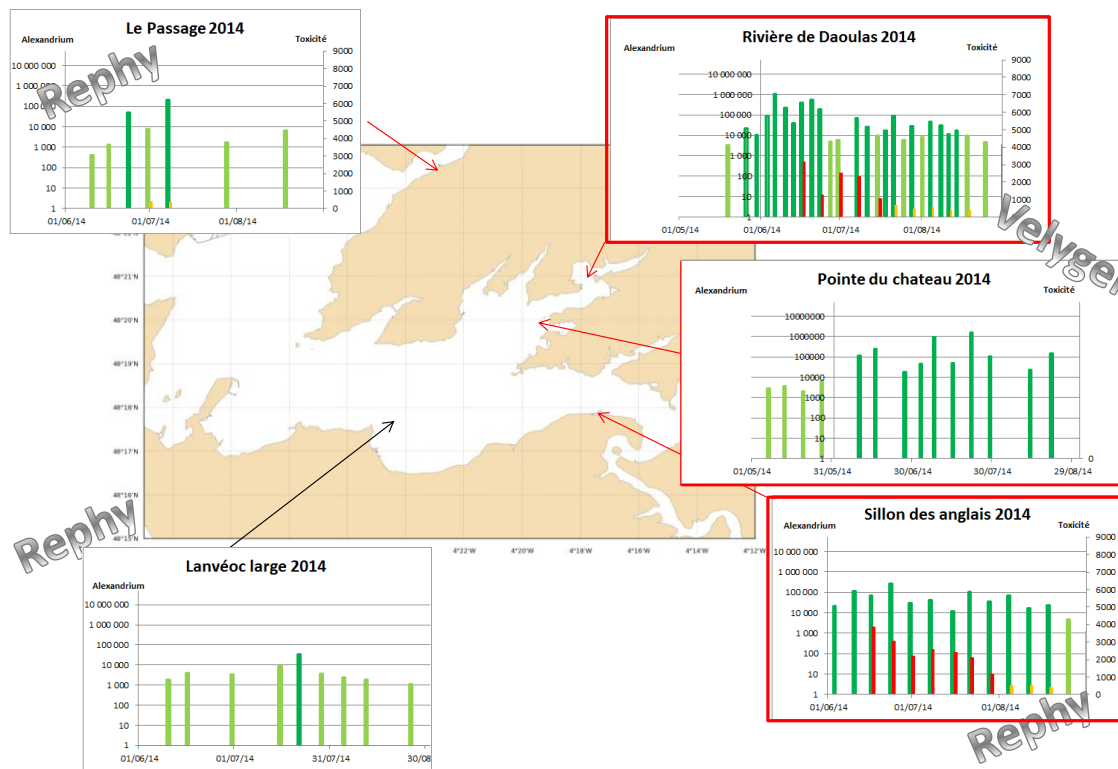 Le Passage 2014
Alexandrium
Toxicité
10 000 000
1 000 000
100 000
10 000
1 000
100
10
1
9000
8000
7000
6000
5000
4000
3000
2000
1000
0
01/06/14
01/07/14
01/08/14
Rephy
Rivière de Daoulas 2014
Alexandrium
Toxicité
10 000 000
1 000 000
100 000
10 000
1 000
100
10
1
9000
8000
7000
6000
5000
4000
3000
2000
1000
0
01/05/14
01/06/14
01/07/14
01/08/14
Velyger
Pointe du chateau 2014
Alexandrium
Toxicité
10000000
1000000
100000
10000
1000
100
10
1
0
01/05/14
31/05/14
30/06/14
30/07/14
29/08/14
48°21'N
48°20'N
48°19'N
48°18'N
48°17'N
48°16'N
48°15'N
4°22'W
4°20'W
4°18'W
4°16'W
4°14'W
4°12'W
Sillon des anglais 2014
Alexandrium
Toxicité
10 000 000
1 000 000
100 000
10 000
1 000
100
10
1
9000
8000
7000
6000
5000
4000
3000
2000
1000
0
01/06/14
01/07/14
01/08/14
Rephy
Rephy
Lanvéoc large 2014
Alexandrium
10 000 000
1 000 000
100 000
10 000
1 000
100
10
1
01/06/14
01/07/14
31/07/14
30/08